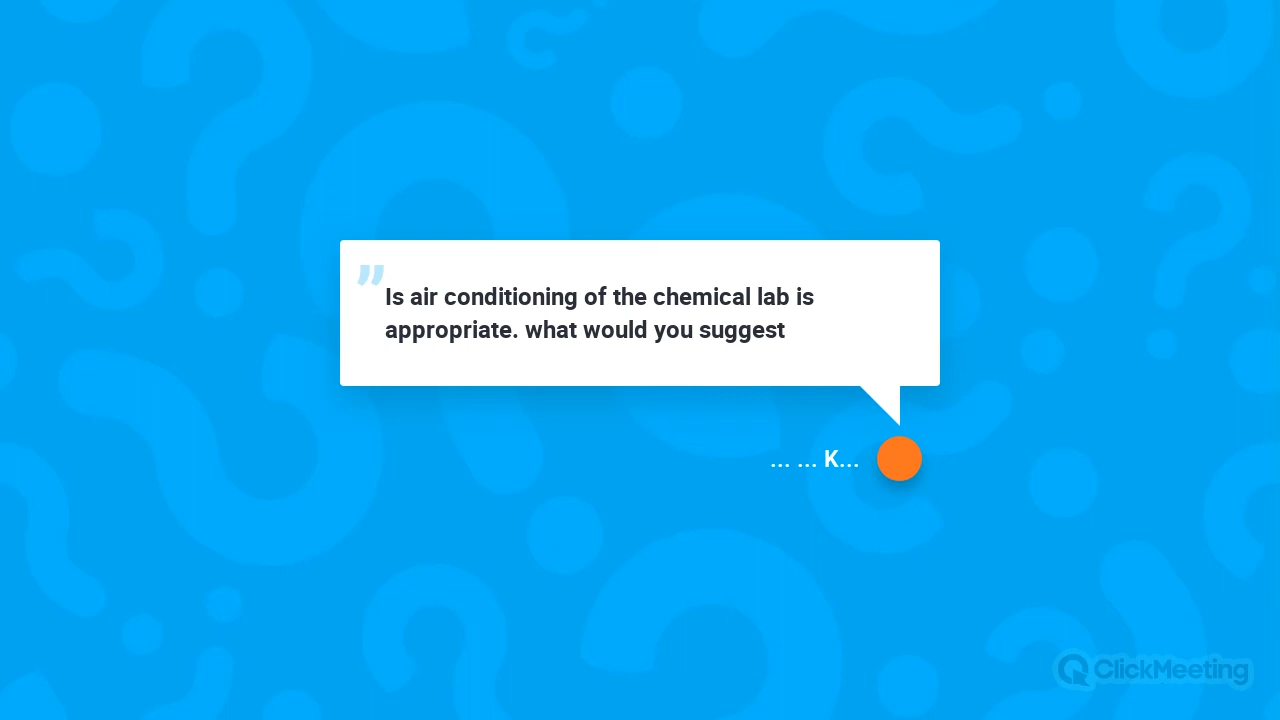 Is air conditioning of the chemical lab is
appropriate. what would you suggest
... ... K...
ClickMeeting